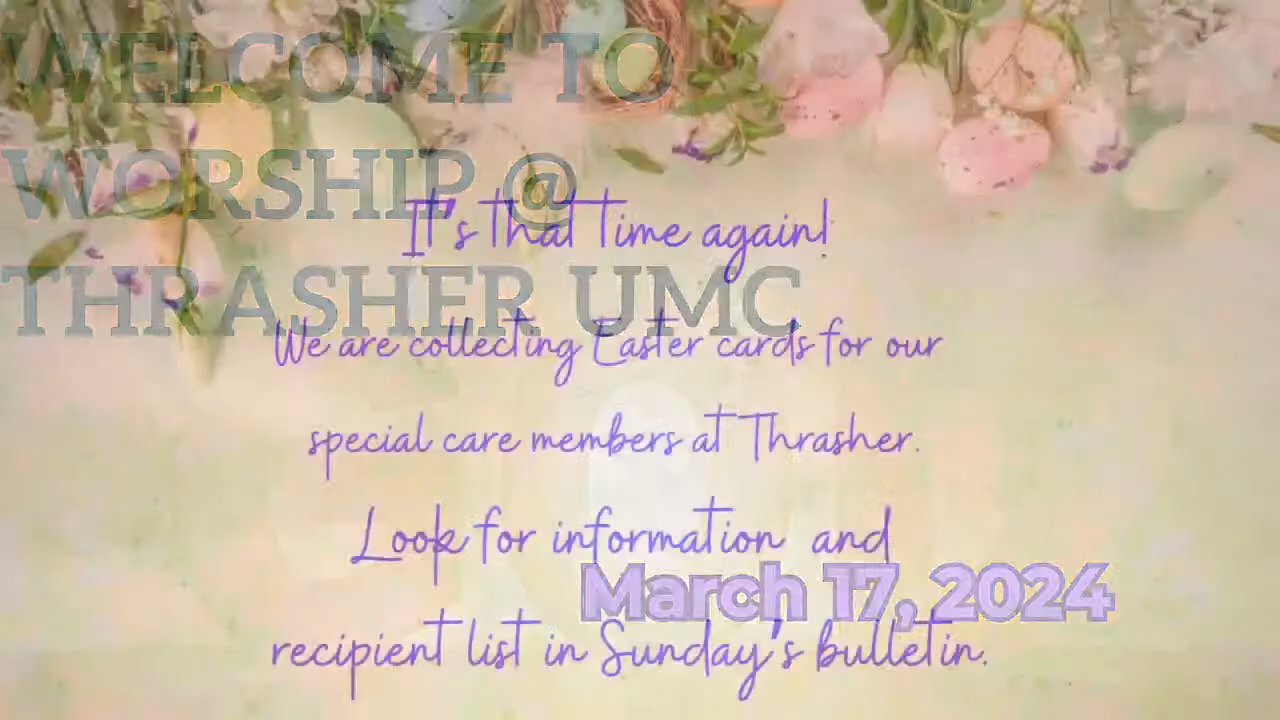 WELCOME TO
WORSHIP @
THRASHER UMC
It's that time again!
We are collecting Easter cards for our
special care members at Thrasher.
Look for information and
recipient list in Sunday's bulletin.
March 17, 2024